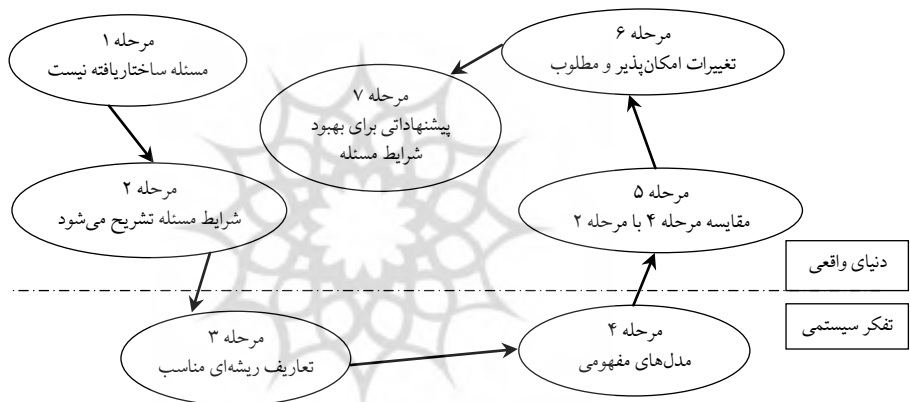 مرحله ۱
مسئله ساختاریافته نیست
مرحله ۲
شرایط مسئله تشریح می‌شود
مرحله ۳
تعاریف ریشه‌ای مناسب
مرحله ۴
مدل‌های مفهومی
مرحله ۵
مقایسه مرحله ۴ با مرحله ۲
مرحله ۶
تغییرات امکان‌پذیر و مطلوب
مرحله ۷
پیشنهاداتی برای بهبود
شرایط مسئله
دنیای واقعی
تفکر سیستمی